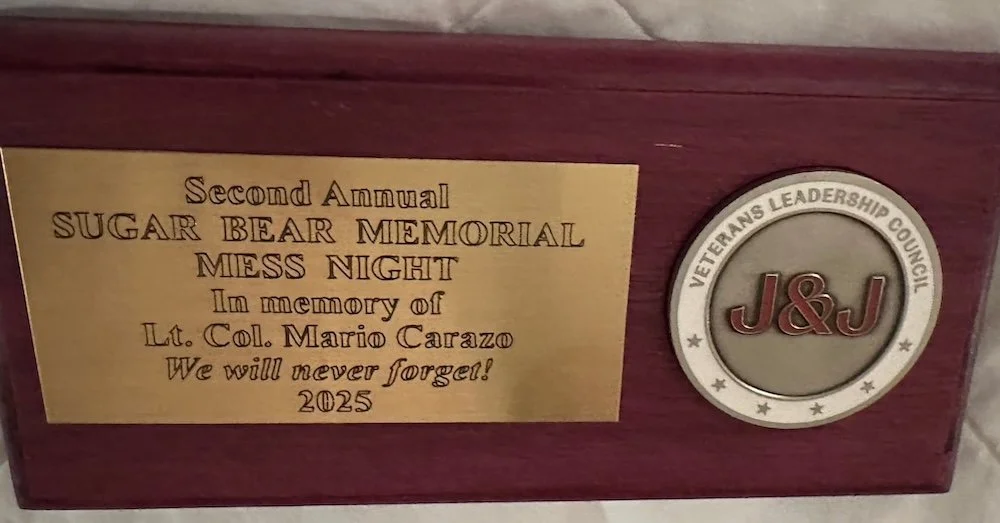 Second Annual
SUGAR BEAR MEMORIAL
MESS NIGHT
In memory of
Lt. Col. Mario Carazo
We will never forget!
2025
VETERANS LEADERSHIP COUNCIL
J&J